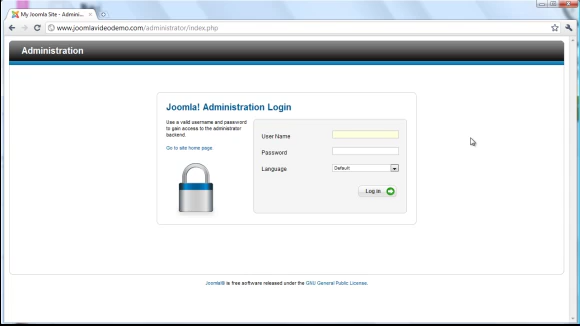 My Joomla Site - Admini...
www.joomlavideodemo.com/administrator/index.php
Administration
Joomla! Administration Login
Use a valid username and password
to gain access to the administrator
backend.
Go to site home page.
User Name
Password
Language
Default
Log in
Joomla!® is free software released under the GNU General Public License.